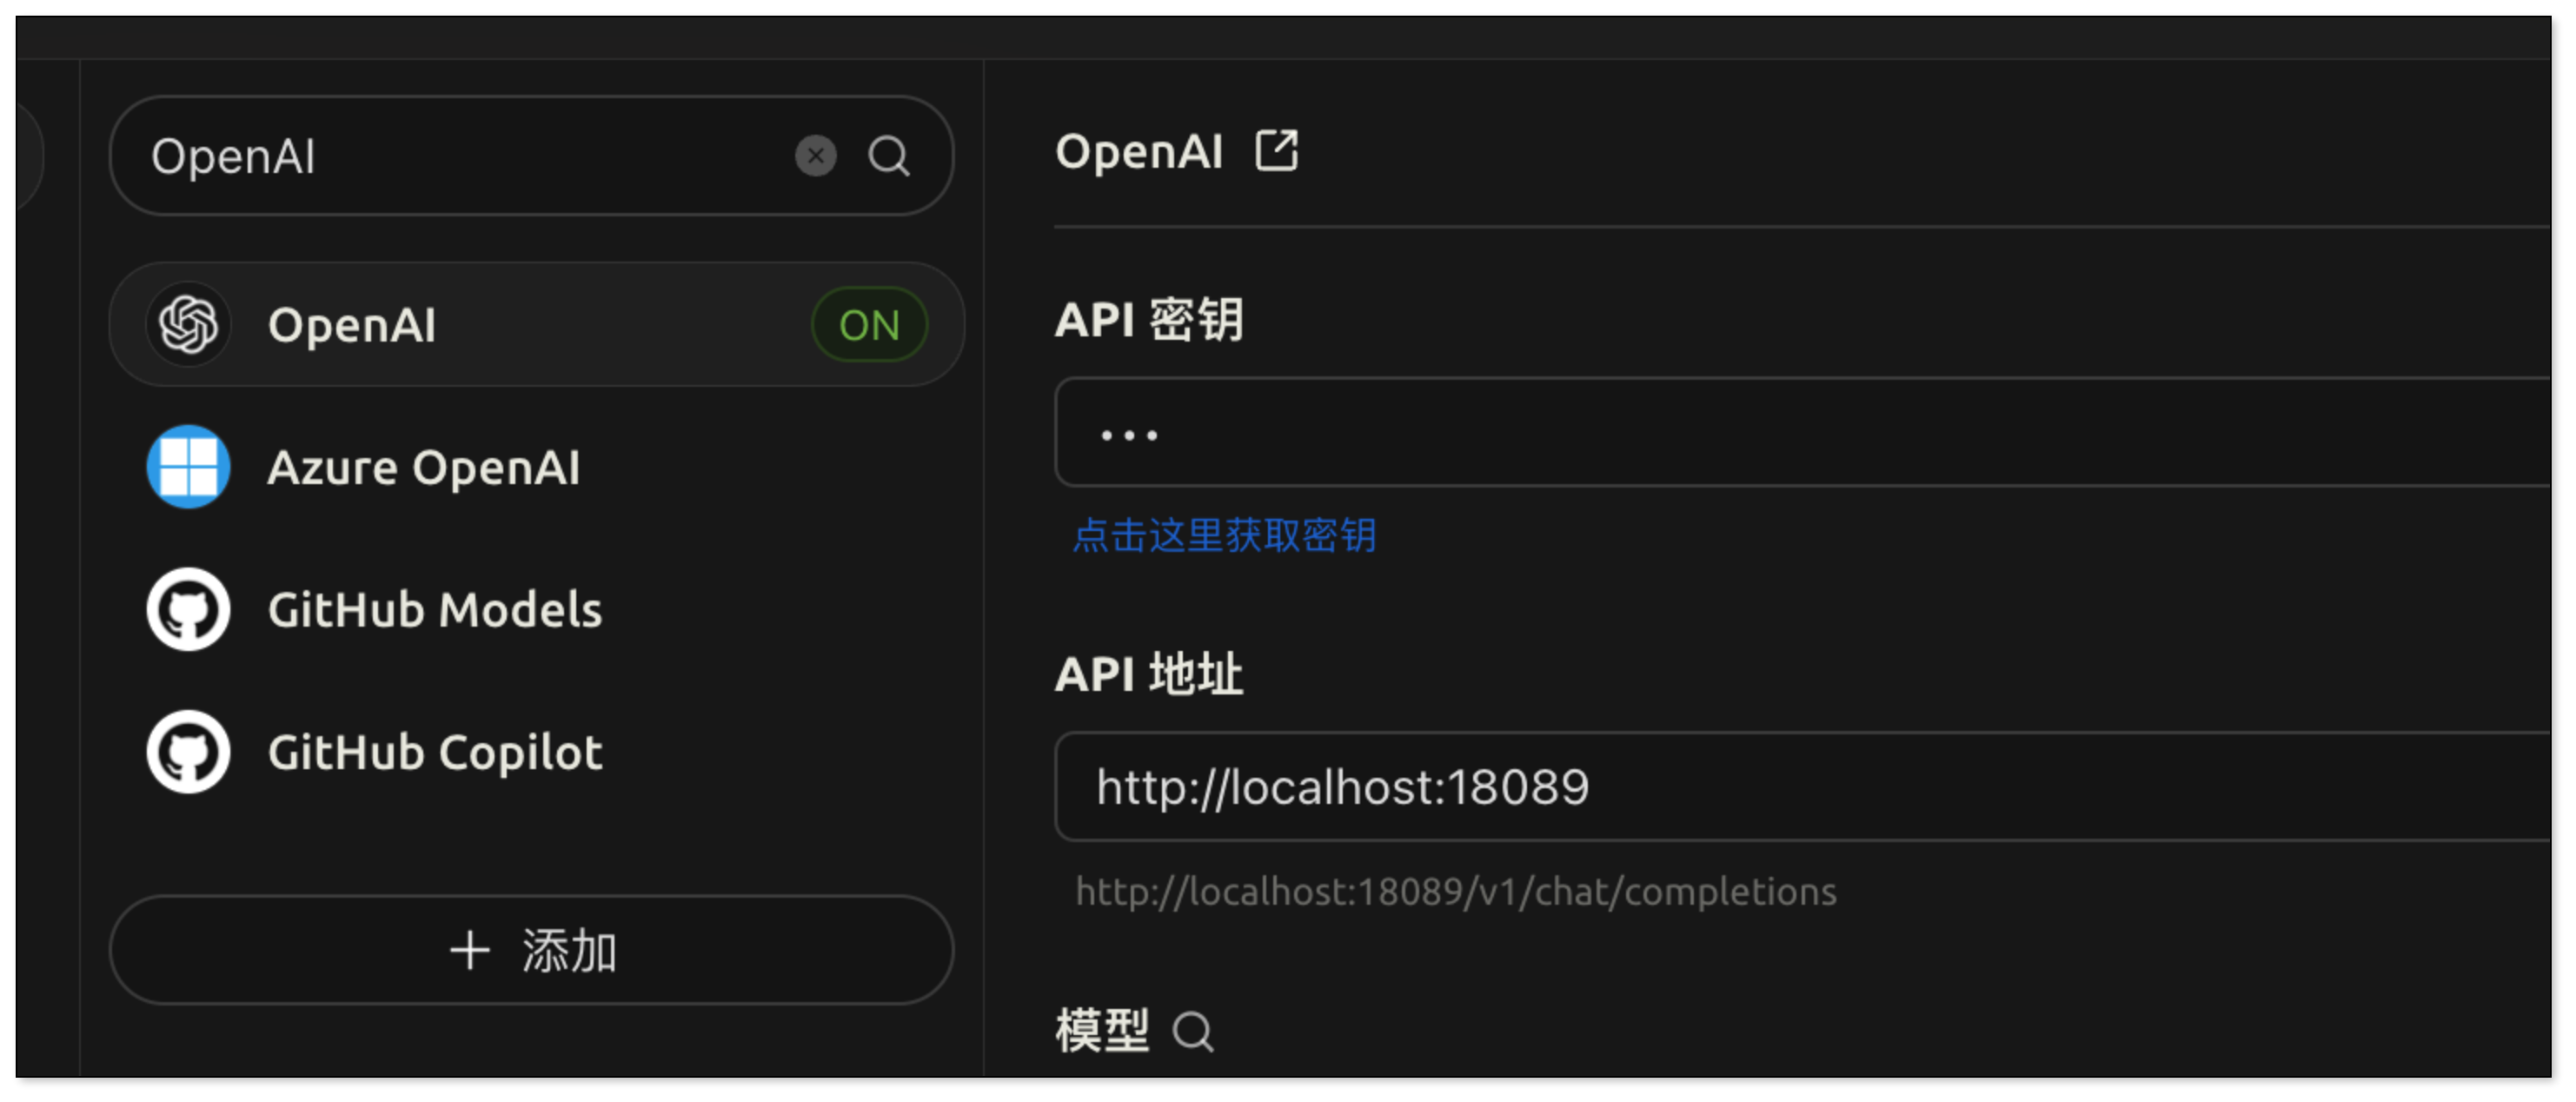 OpenAI
OpenAI
ON
Azure OpenAI
GitHub Models
GitHub Copilot
添加
OpenAI
API 密钥
•••
点击这里获取密钥
API 地址
http://localhost:18089
http://localhost:18089/v1/chat/completions
模型